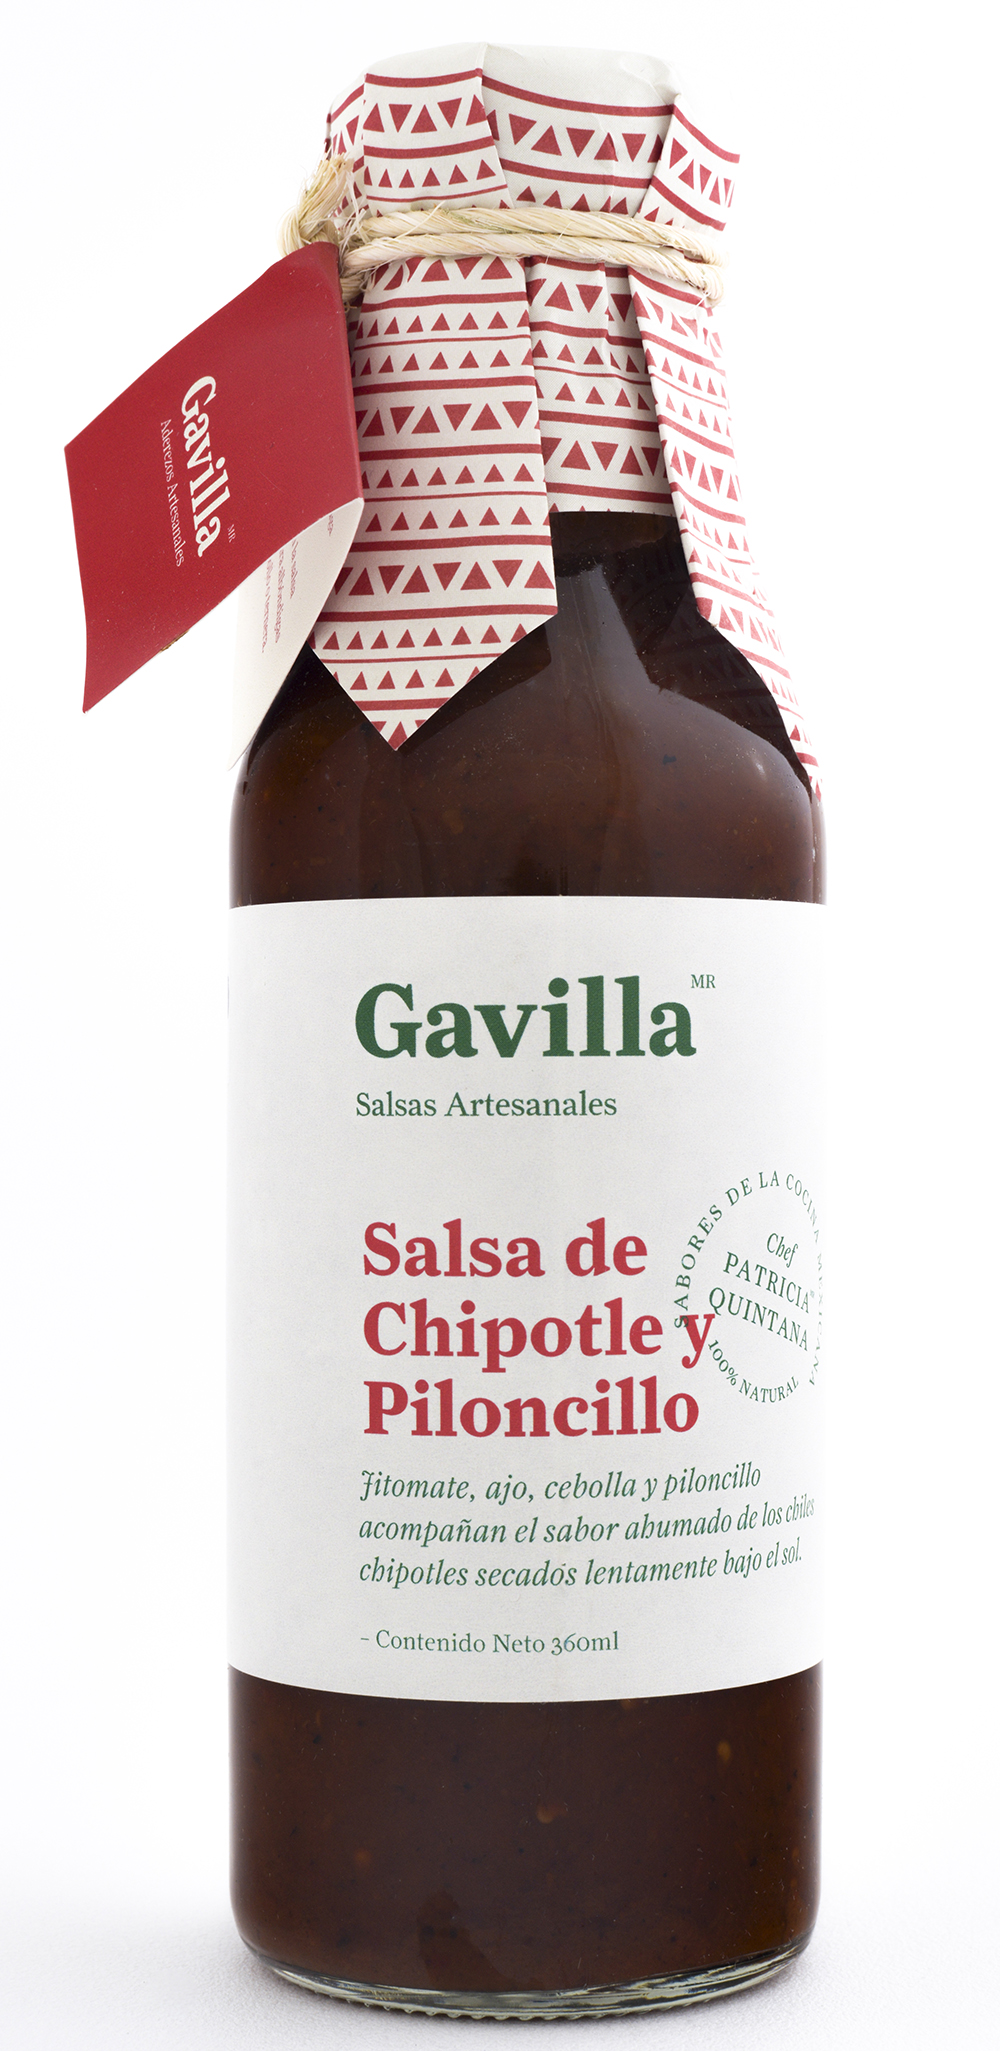 Gavilla MR
Aderezos Artesanales
Gavilla MR
Salsas Artesanales
SABORES DE LA COCINA MEXICANA
Chef
PATRICIA®
QUINTANA
100% NATURAL
Salsa de
Chipotle y
Piloncillo
Jitomate, ajo, cebolla y piloncillo
acompañan el sabor ahumado de los chiles
chipotles secados lentamente bajo el sol.
– Contenido Neto 360ml